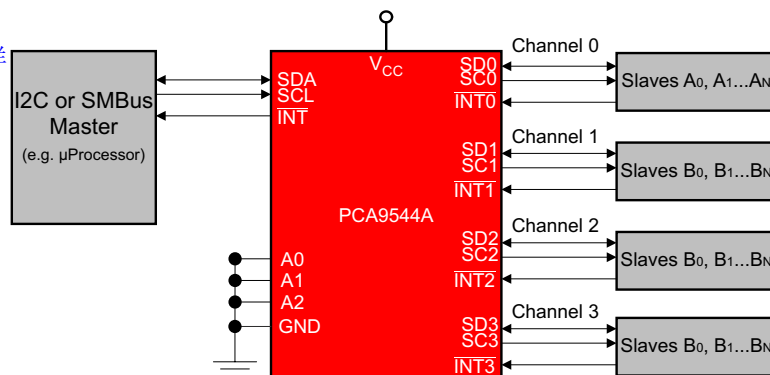 I2C or SMBus
Master
(e.g. µProcessor)
V_CC
SDA
SCL
INT
PCA9544A
A0
A1
A2
GND
SD0
SC0
INT0
SD1
SC1
INT1
SD2
SC2
INT2
SD3
SC3
INT3
Channel 0
Slaves A0, A1...AN
Channel 1
Slaves B0, B1...BN
Channel 2
Slaves B0, B1...BN
Channel 3
Slaves B0, B1...BN